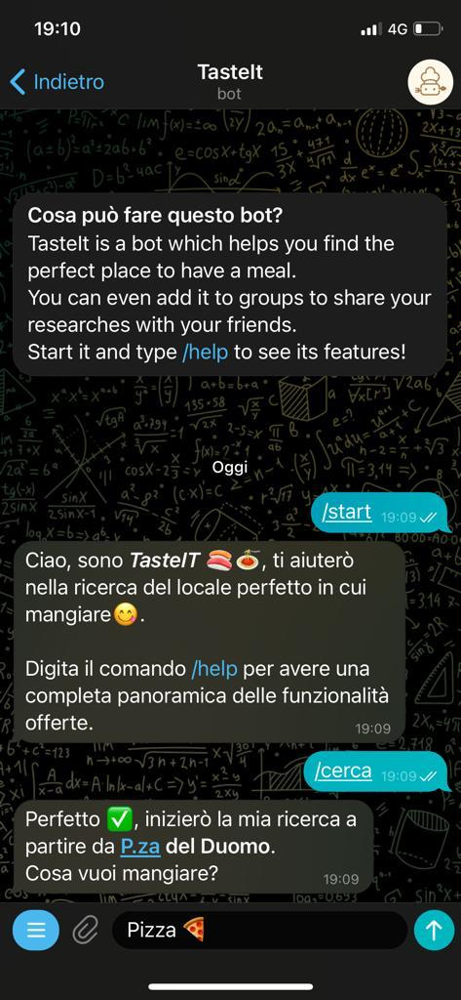 19:10
4G
Indietro
TasteIt
bot
Cosa può fare questo bot?
TasteIt is a bot which helps you find the
perfect place to have a meal.
You can even add it to groups to share your
researches with your friends.
Start it and type /help to see its features!
Oggi
/start 19:09
Ciao, sono TasteIT 🍣🍝, ti aiuterò
nella ricerca del locale perfetto in cui
mangiare😋.
Digita il comando /help per avere una
completa panoramica delle funzionalità
offerte.
19:09
/cerca 19:09
Perfetto ✅, inizierò la mia ricerca a
partire da P.za del Duomo.
Cosa vuoi mangiare?
19:09
Pizza 🍕